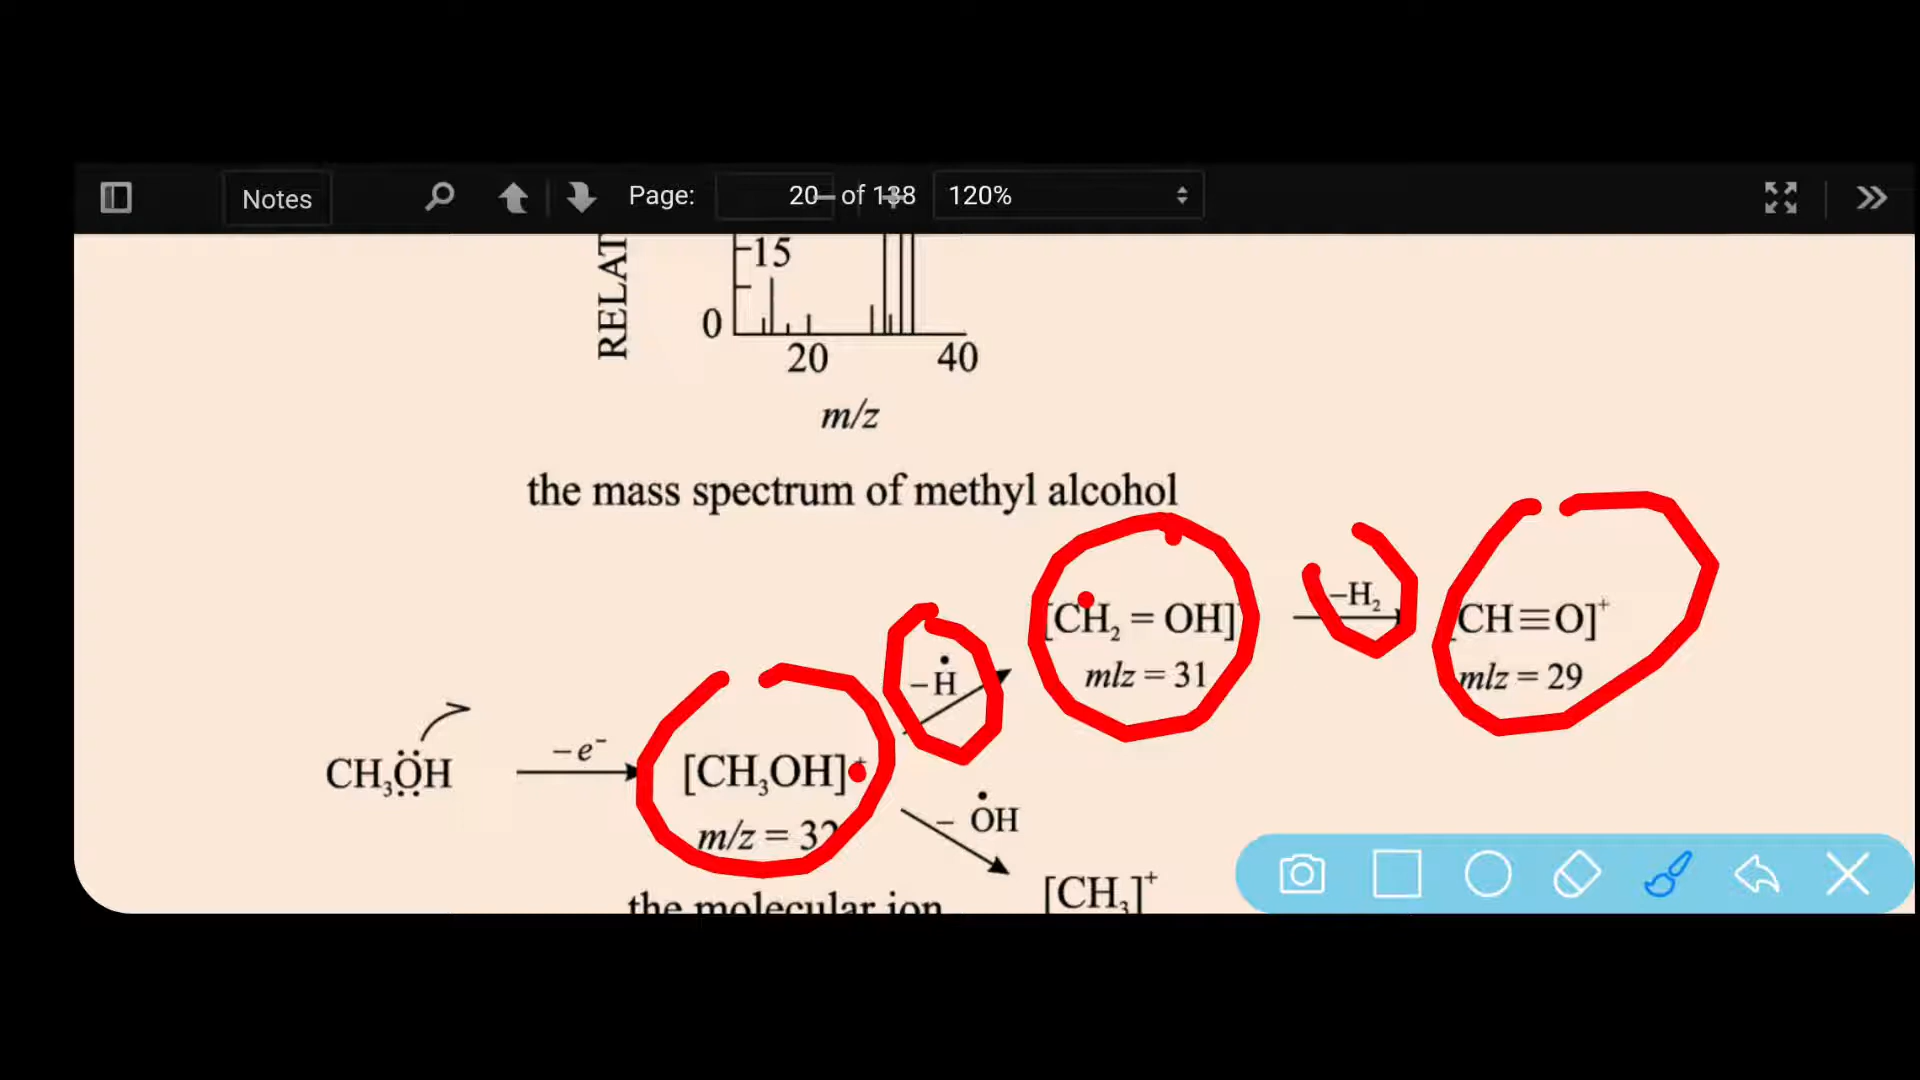 Notes Page: 20 of 138 120%
RELAT
15
0
20 40
m/z
the mass spectrum of methyl alcohol
[CH₂ = OH] –H₂ [CH≡O]⁺
mlz = 31 mlz = 29
–Ḣ
CH₃ÖH – e⁻ [CH₃OH]⁺
m/z = 32
– ȮH
[CH₃]⁺
the molecular ion